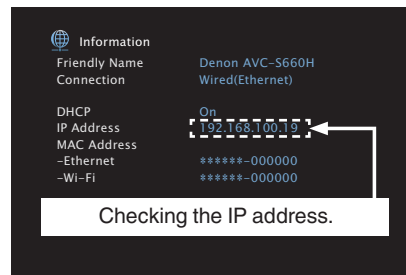 Information
Friendly Name Denon AVC-S660H
Connection Wired(Ethernet)
DHCP On
IP Address 192.168.100.19
MAC Address
-Ethernet ******-000000
-Wi-Fi ******-000000
Checking the IP address.